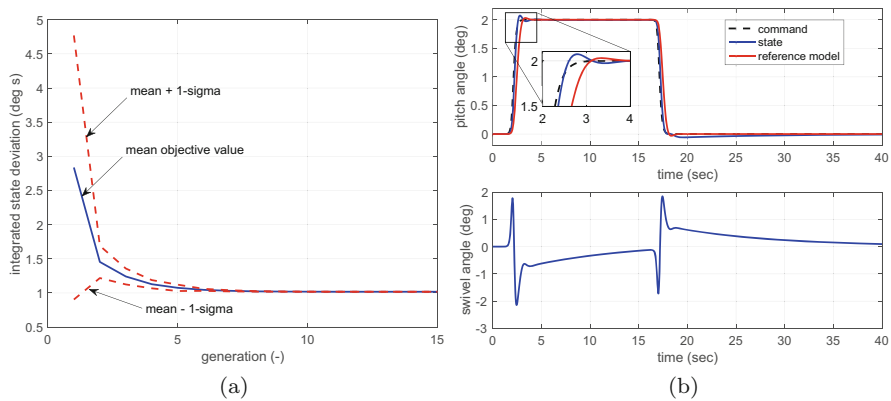 integrated state deviation (deg s)
5
4.5
4
3.5
3
2.5
2
1.5
1
0.5
mean + 1-sigma
mean objective value
mean - 1-sigma
0 5 10 15
generation (-)
(a)
pitch angle (deg)
2
1.5
1
0.5
0
command
state
reference model
2
1.5
2 3 4
0 5 10 15 20 25 30 35 40
time (sec)
swivel angle (deg)
2
1
0
-1
-2
-3
0 5 10 15 20 25 30 35 40
time (sec)
(b)